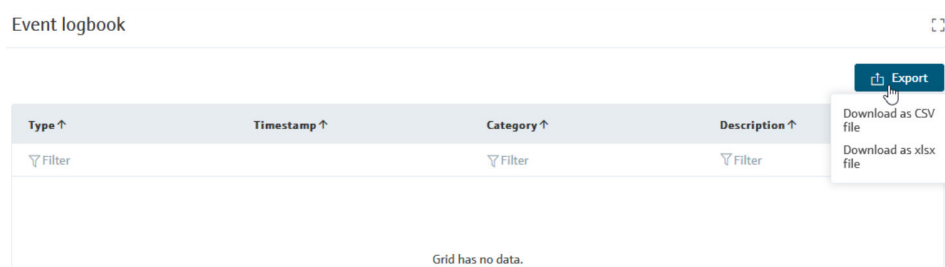 Event logbook
Export
Type↑ Timestamp↑ Category↑ Description↑
Download as CSV
file
Filter Filter Filter
Download as xlsx
file
Grid has no data.